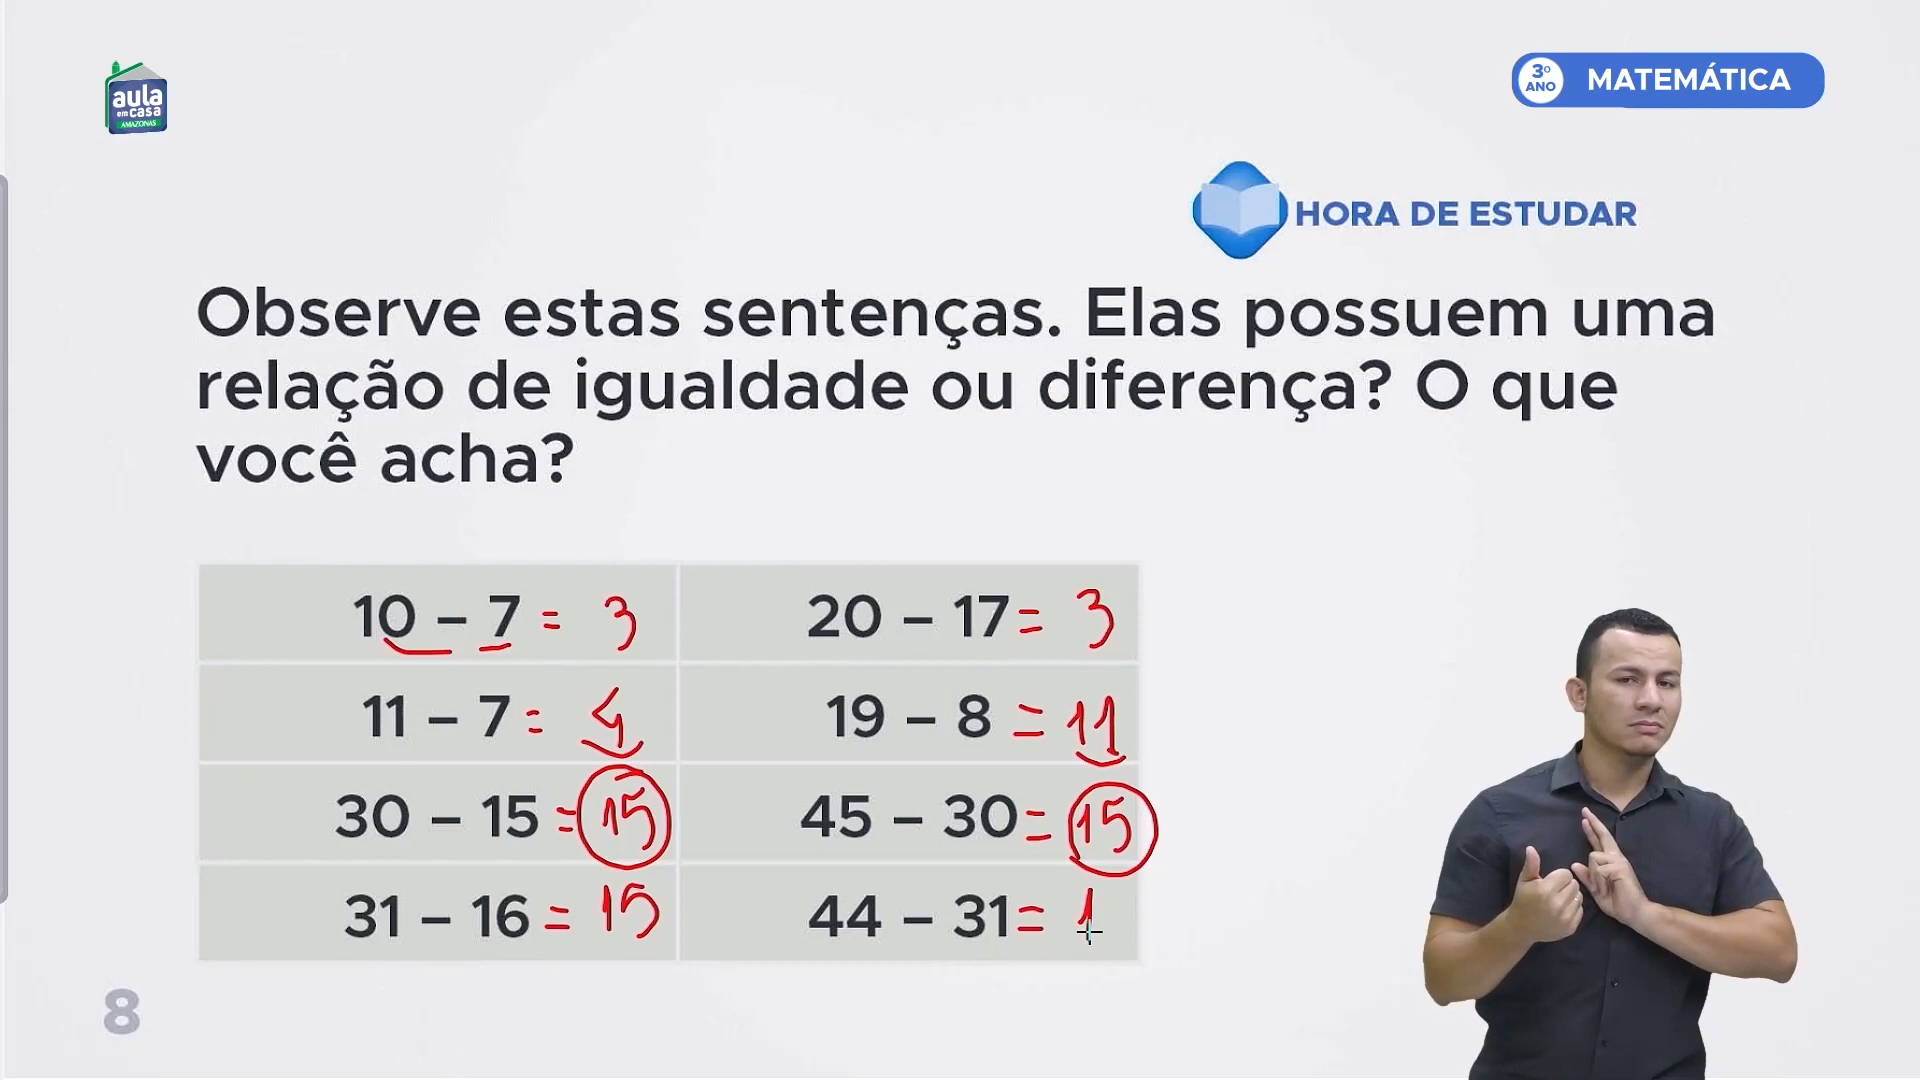 aula
em casa
AMAZONAS
3º
ANO
MATEMÁTICA
HORA DE ESTUDAR
Observe estas sentenças. Elas possuem uma
relação de igualdade ou diferença? O que
você acha?
10 – 7 = 3
20 – 17 = 3
11 – 7 = 4
19 – 8 = 11
30 – 15 = 15
45 – 30 = 15
31 – 16 = 15
44 – 31 = 1
8